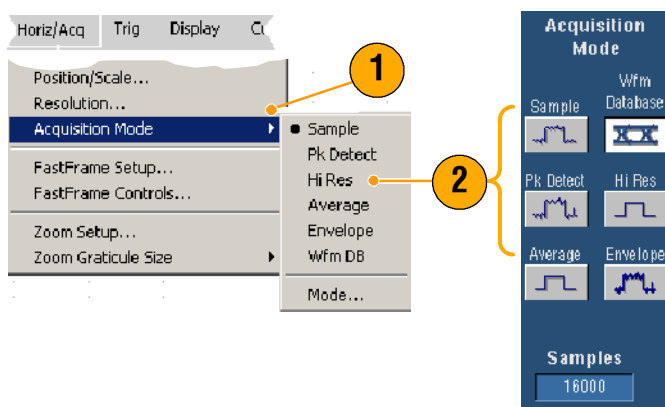 Horiz/Acq Trig Display
Position/Scale...
Resolution...
Acquisition Mode
FastFrame Setup...
FastFrame Controls...
Zoom Setup...
Zoom Graticule Size
1
Sample
Pk Detect
Hi Res
Average
Envelope
Wfm DB
Mode...
2
Acquisition
Mode
Sample
Wfm
Database
Pk Detect Hi Res
Average Envelope
Samples
16000